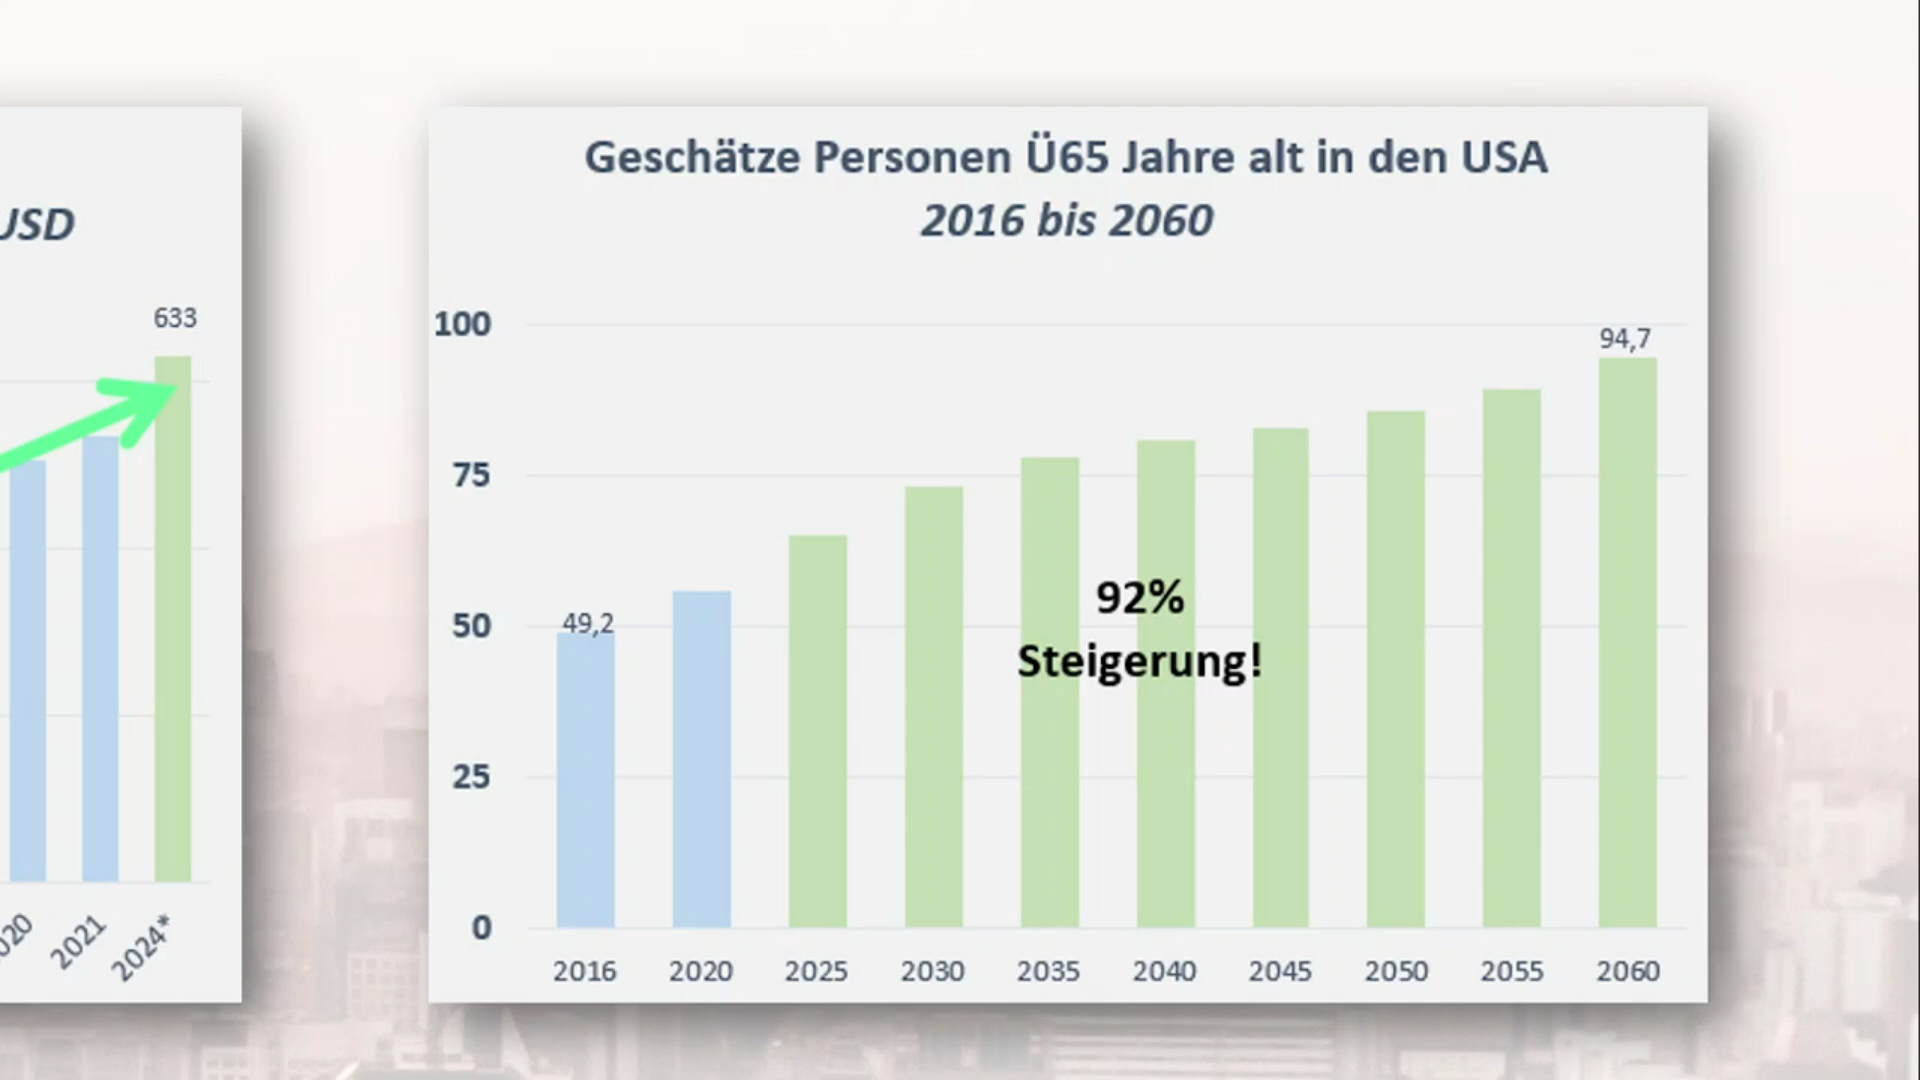 USD
633
2021
2024*
Geschätze Personen Ü65 Jahre alt in den USA
2016 bis 2060
100
94,7
75
92%
49,2
50
Steigerung!
25
0
2016 2020 2025 2030 2035 2040 2045 2050 2055 2060